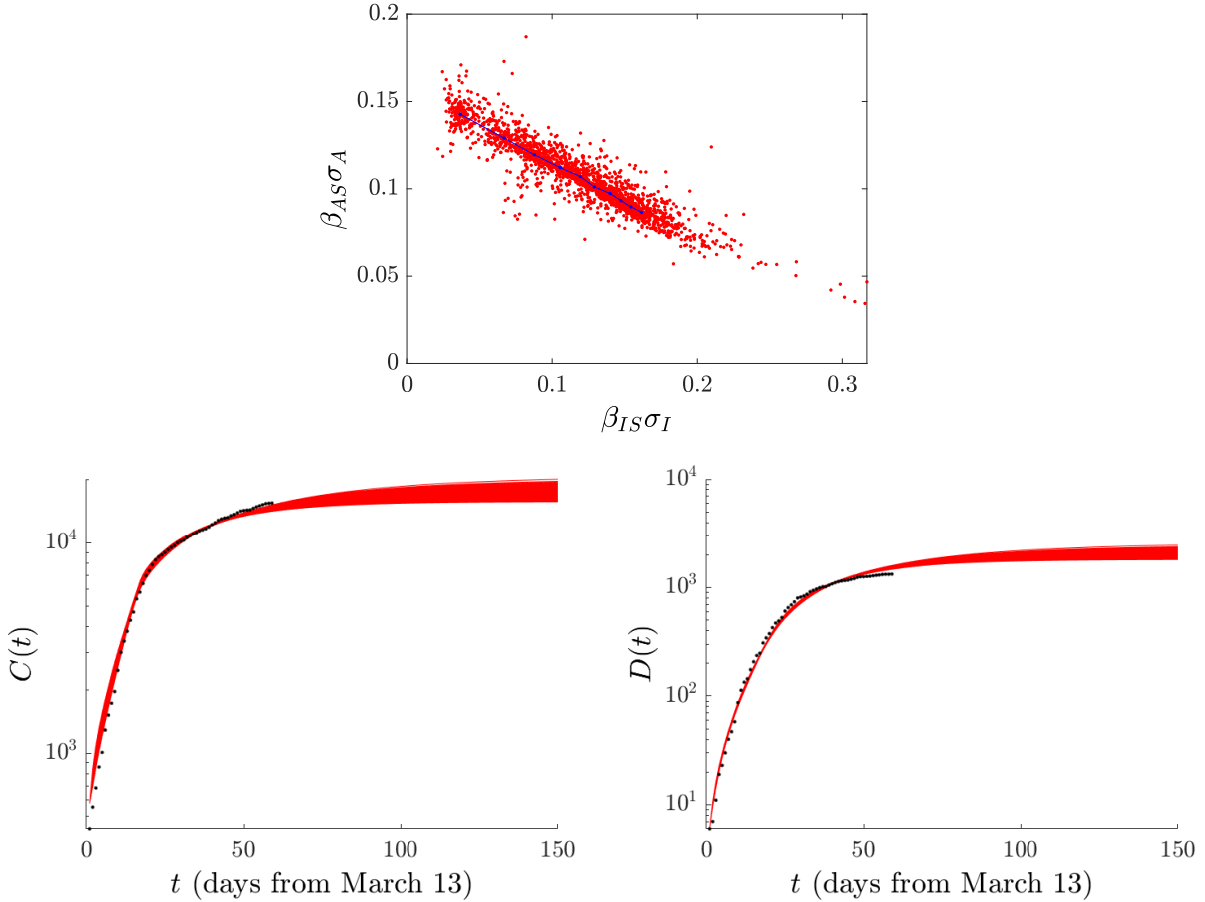 0.2
0.15
0.1
0.05
0
β_{AS}σ_A
0 0.1 0.2 0.3
β_{IS}σ_I
10^4
10^3
C(t)
0 50 100 150
t (days from March 13)
10^4
10^3
10^2
10^1
D(t)
0 50 100 150
t (days from March 13)